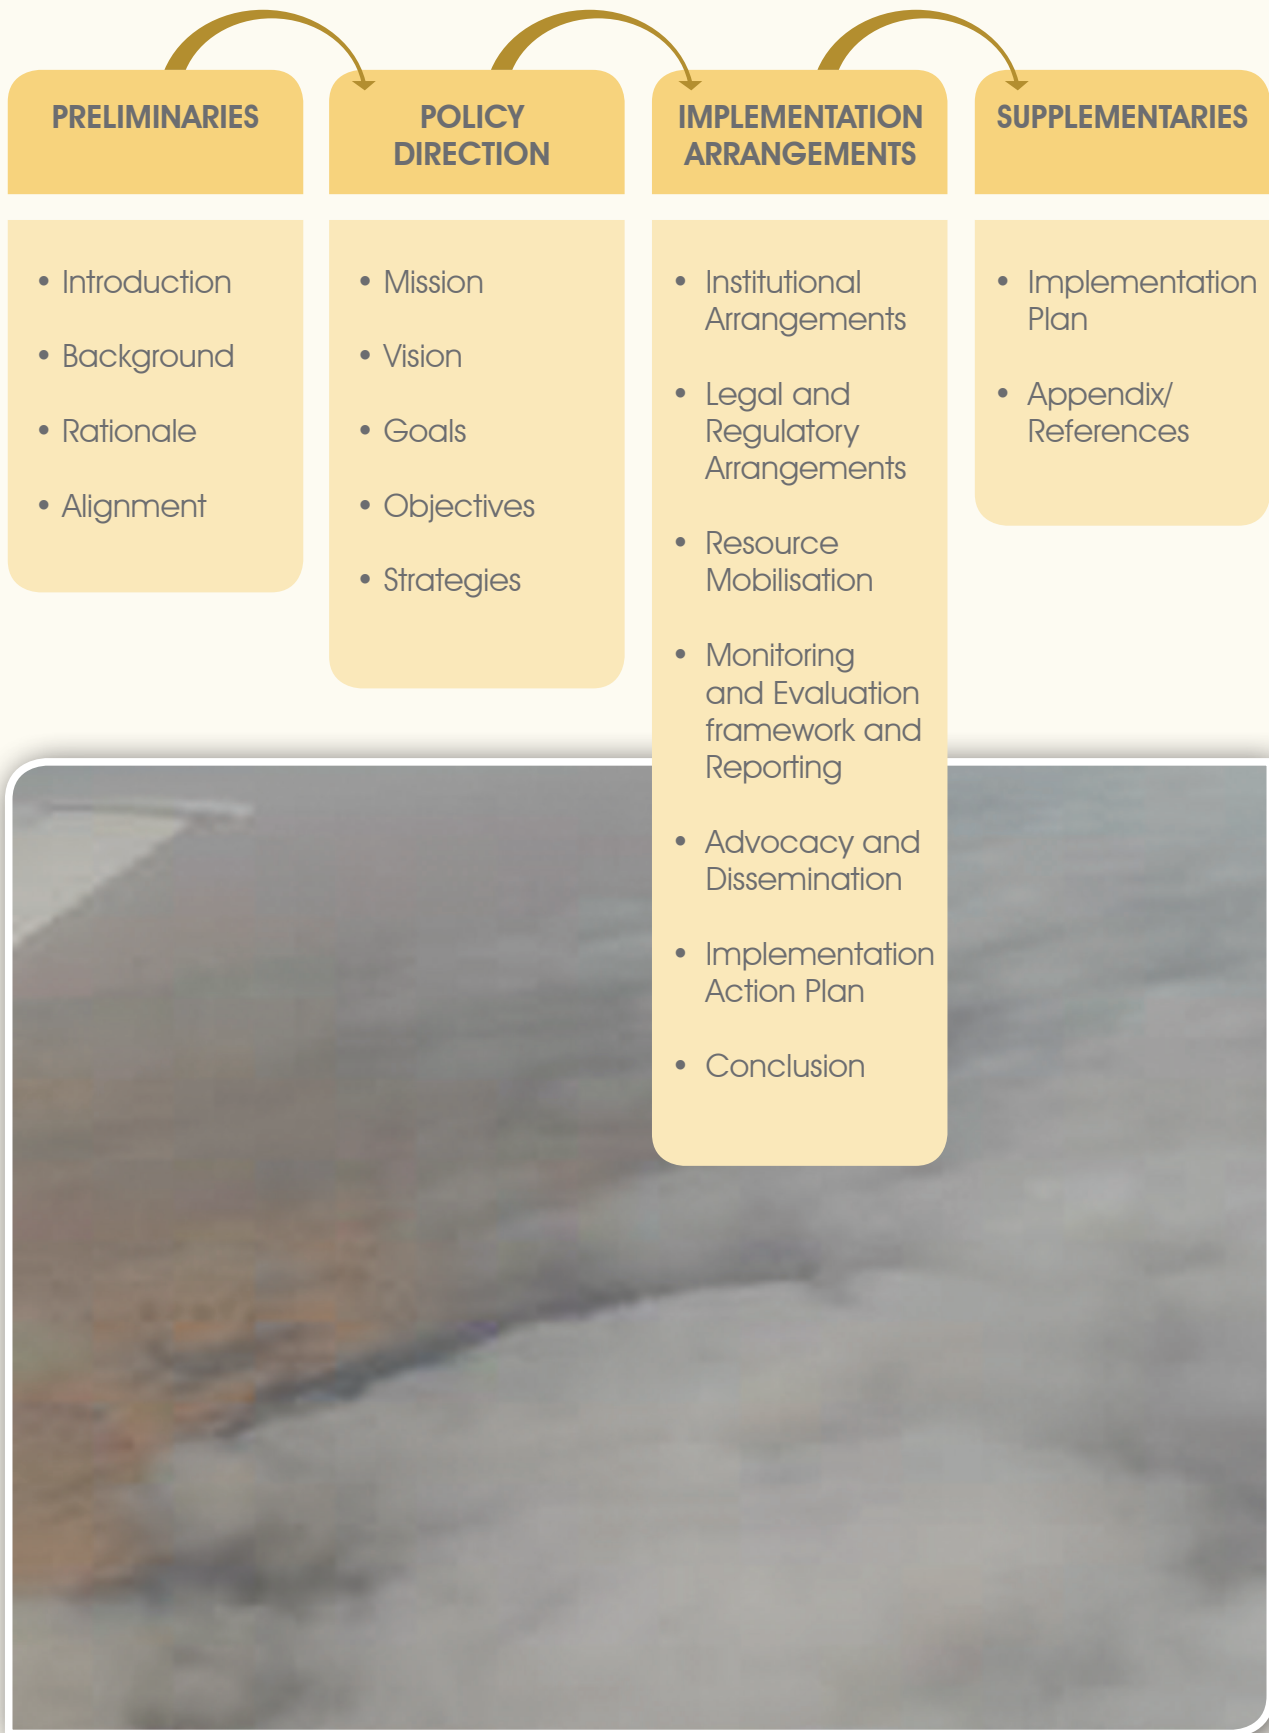 PRELIMINARIES
• Introduction
• Background
• Rationale
• Alignment
POLICY
DIRECTION
• Mission
• Vision
• Goals
• Objectives
• Strategies
IMPLEMENTATION
ARRANGEMENTS
• Institutional
Arrangements
• Legal and
Regulatory
Arrangements
• Resource
Mobilisation
• Monitoring
and Evaluation
framework and
Reporting
• Advocacy and
Dissemination
• Implementation
Action Plan
• Conclusion
SUPPLEMENTARIES
• Implementation
Plan
• Appendix/
References